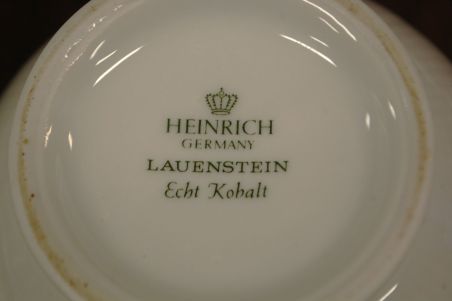 HEINRICH
GERMANY
LAUENSTEIN
Echt Kobalt